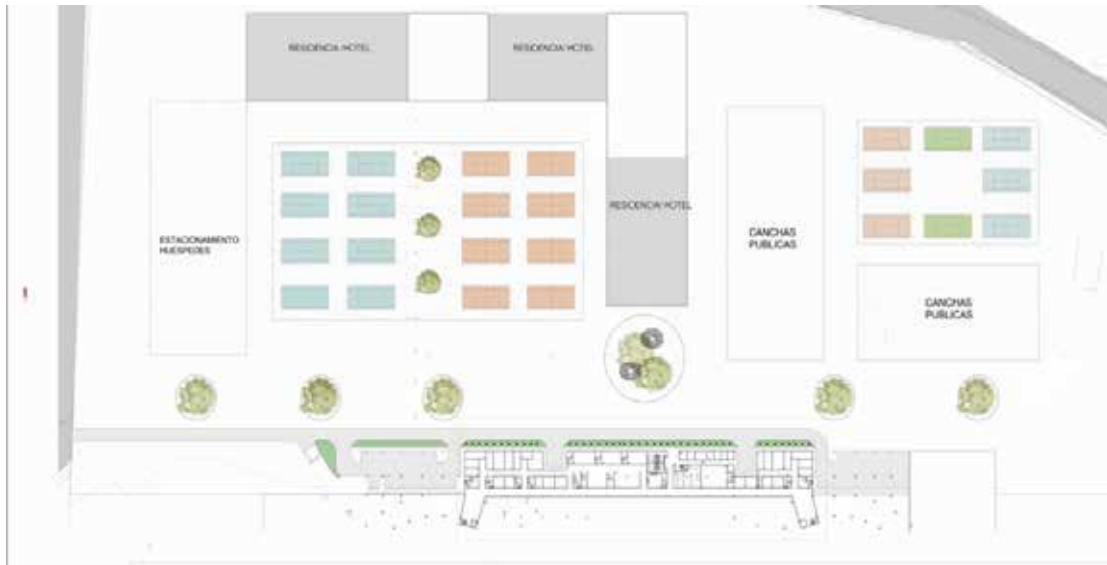 RESIDENCIA HOTEL
RESIDENCIA HOTEL
RESIDENCIA HOTEL
ESTACIONAMIENTO
HUESPEDES
CANCHAS
PUBLICAS
CANCHAS
PUBLICAS